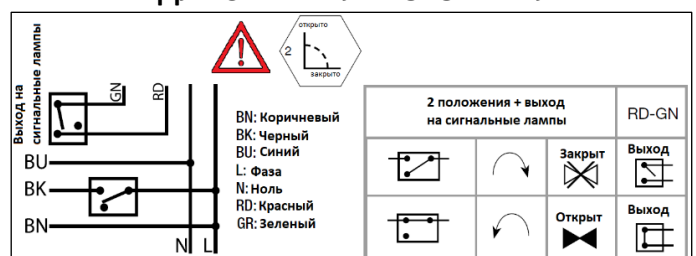 открыто
2
закрыто
Выход на
сигнальные лампы
GN
RD
BU
BK
BN
N
L
BN: Коричневый
BK: Черный
BU: Синий
L: Фаза
N: Ноль
RD: Красный
GR: Зеленый
2 положения + выход
на сигнальные лампы
RD-GN
Закрыт
Выход
Открыт
Выход